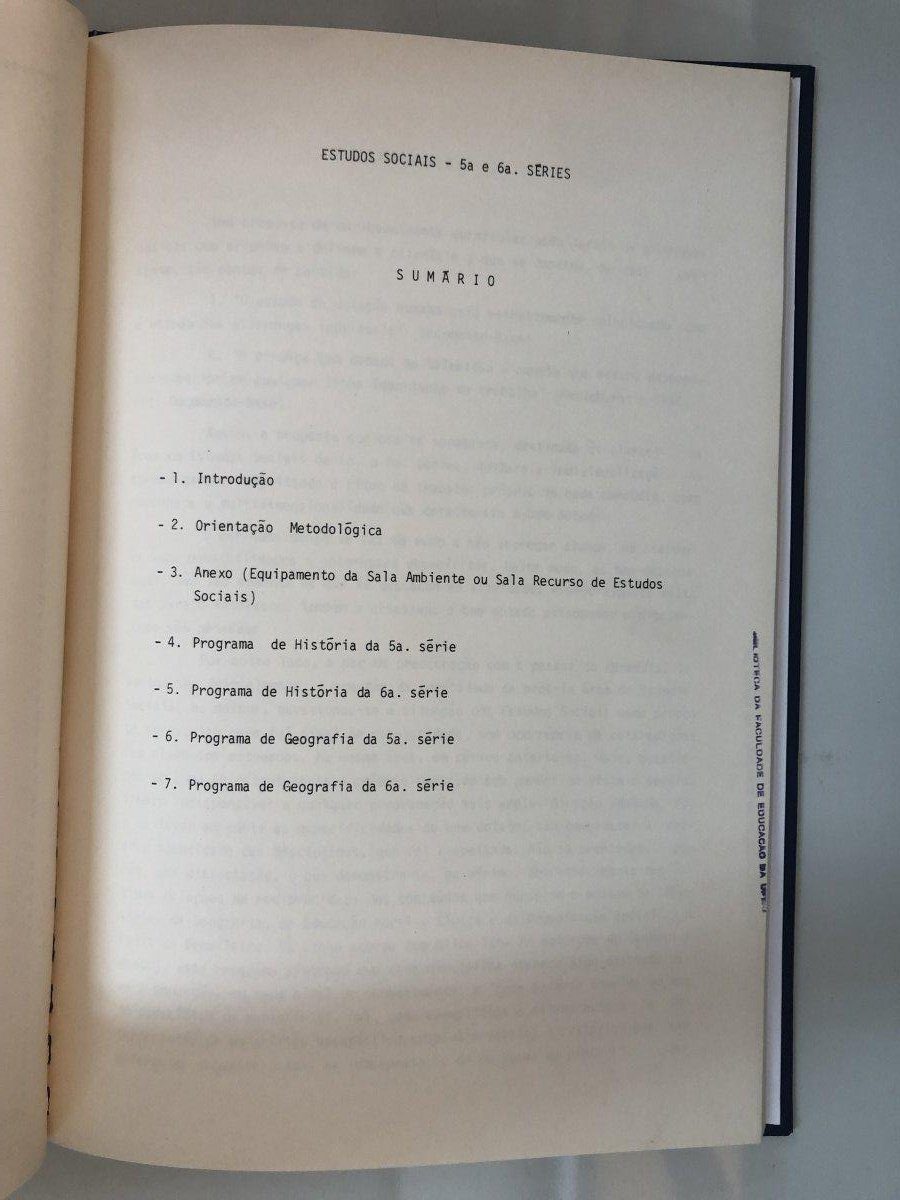 ESTUDOS SOCIAIS - 5a e 6a. SÉRIES
SUMÁRIO
- 1. Introdução
- 2. Orientação Metodológica
- 3. Anexo (Equipamento da Sala Ambiente ou Sala Recurso de Estudos
Sociais)
- 4. Programa de História da 5a. série
- 5. Programa de História da 6a. série
- 6. Programa de Geografia da 5a. série
- 7. Programa de Geografia da 6a. série
BIBLIOTECA DA FACULDADE DE EDUCAÇÃO DA